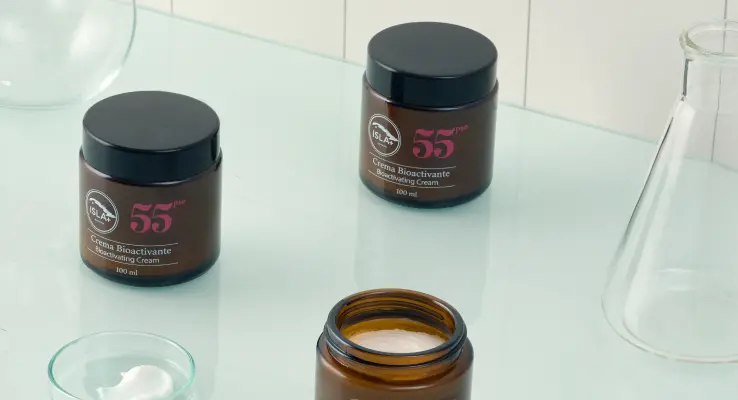 ISLA+
55
Crema Bioactivante
Bioactivating Cream
100 ml
ISLA+
55
Crema Bioactivante
Bioactivating Cream
100 ml